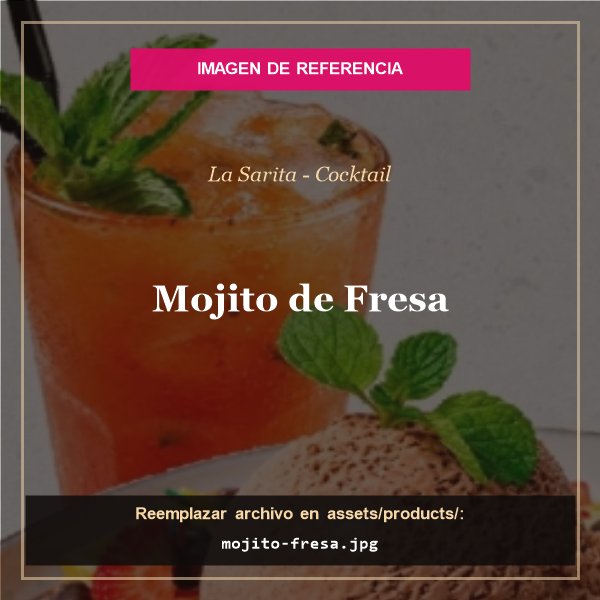 IMAGEN DE REFERENCIA
La Sarita - Cocktail
Mojito de Fresa
Reemplazar archivo en assets/products/:
mojito-fresa.jpg